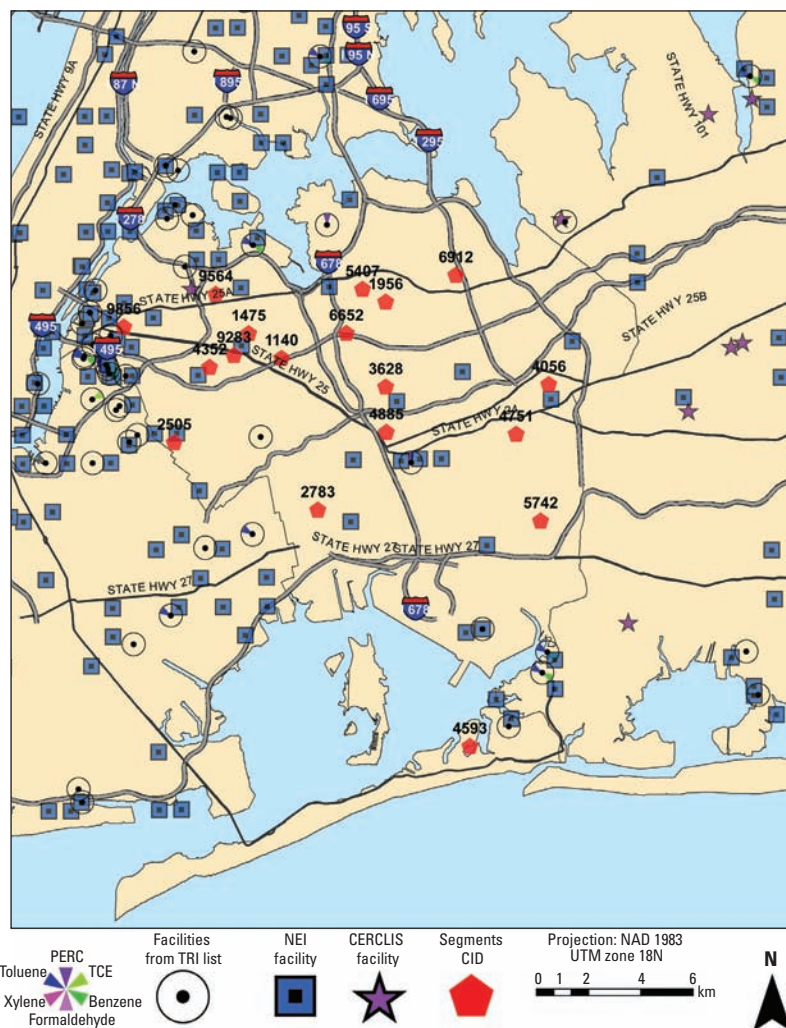 STATE HWY 9A
95 S
95 N
87 N
895
695
295
STATE HWY 101
278
678
6912
5407
9564
1956
STATE HWY 25A
STATE HWY 25B
9856
495
1475
6652
9283
1140
495
4352
STATE HWY 25
3628
4056
STATE HWY 24
2505
4885
4751
2783
5742
STATE HWY 27
STATE HWY 27
STATE HWY 27
678
4593
PERC
Toluene
TCE
Xylene
Benzene
Formaldehyde
Facilities
from TRI list
NEI
facility
CERCLIS
facility
Segments
CID
Projection: NAD 1983
UTM zone 18N
0 1 2 4 6
km
N